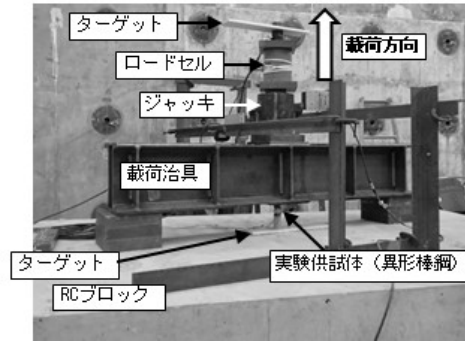 ターゲット
載荷方向
ロードセル
ジャッキ
載荷治具
ターゲット
実験供試体（異形棒鋼）
RCブロック